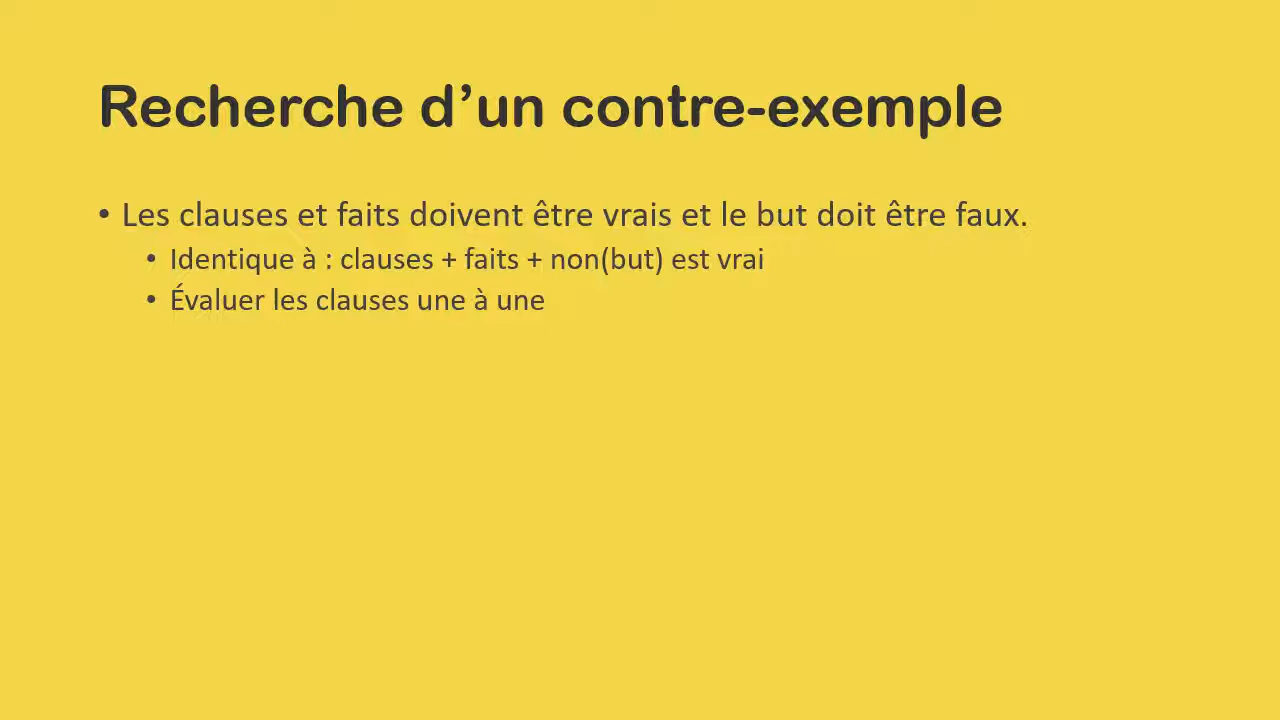 Recherche d’un contre-exemple
• Les clauses et faits doivent être vrais et le but doit être faux.
• Identique à : clauses + faits + non(but) est vrai
• Évaluer les clauses une à une